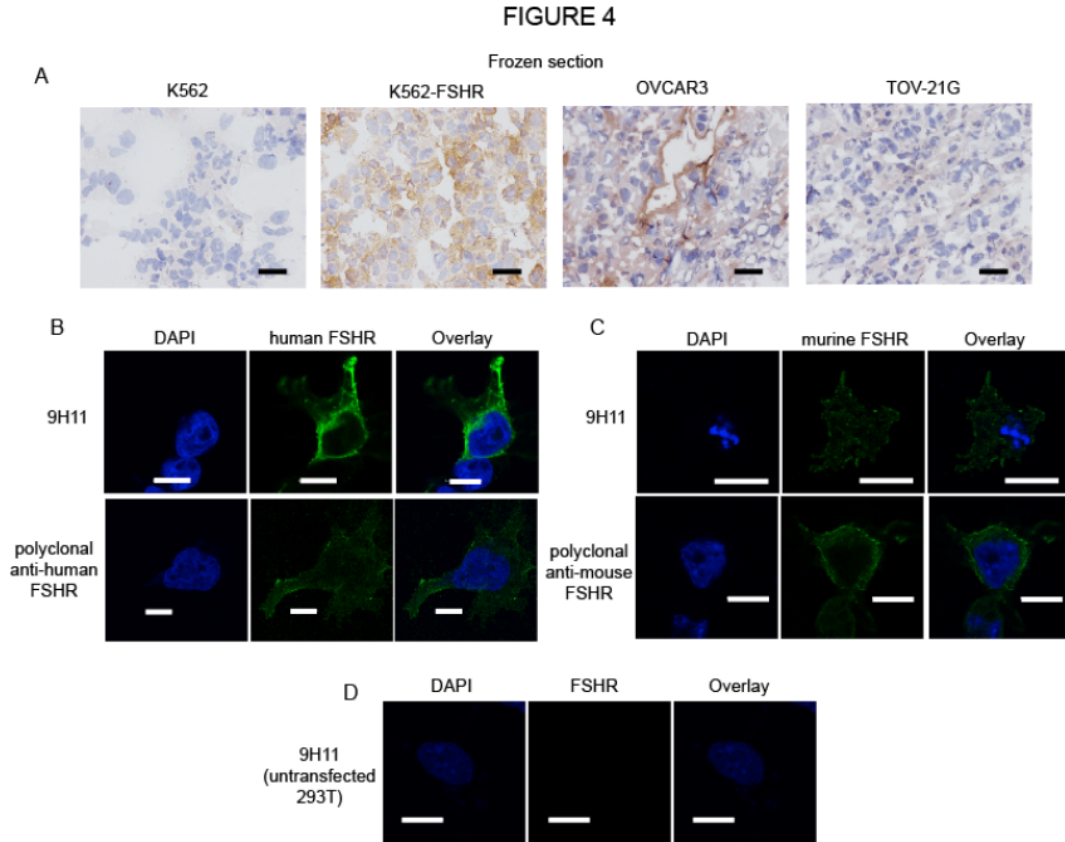 FIGURE 4
Frozen section
A
K562
K562-FSHR
OVCAR3
TOV-21G
B
DAPI
human FSHR
Overlay
9H11
polyclonal
anti-human
FSHR
C
DAPI
murine FSHR
Overlay
9H11
polyclonal
anti-mouse
FSHR
D
DAPI
FSHR
Overlay
9H11
(untransfected
293T)